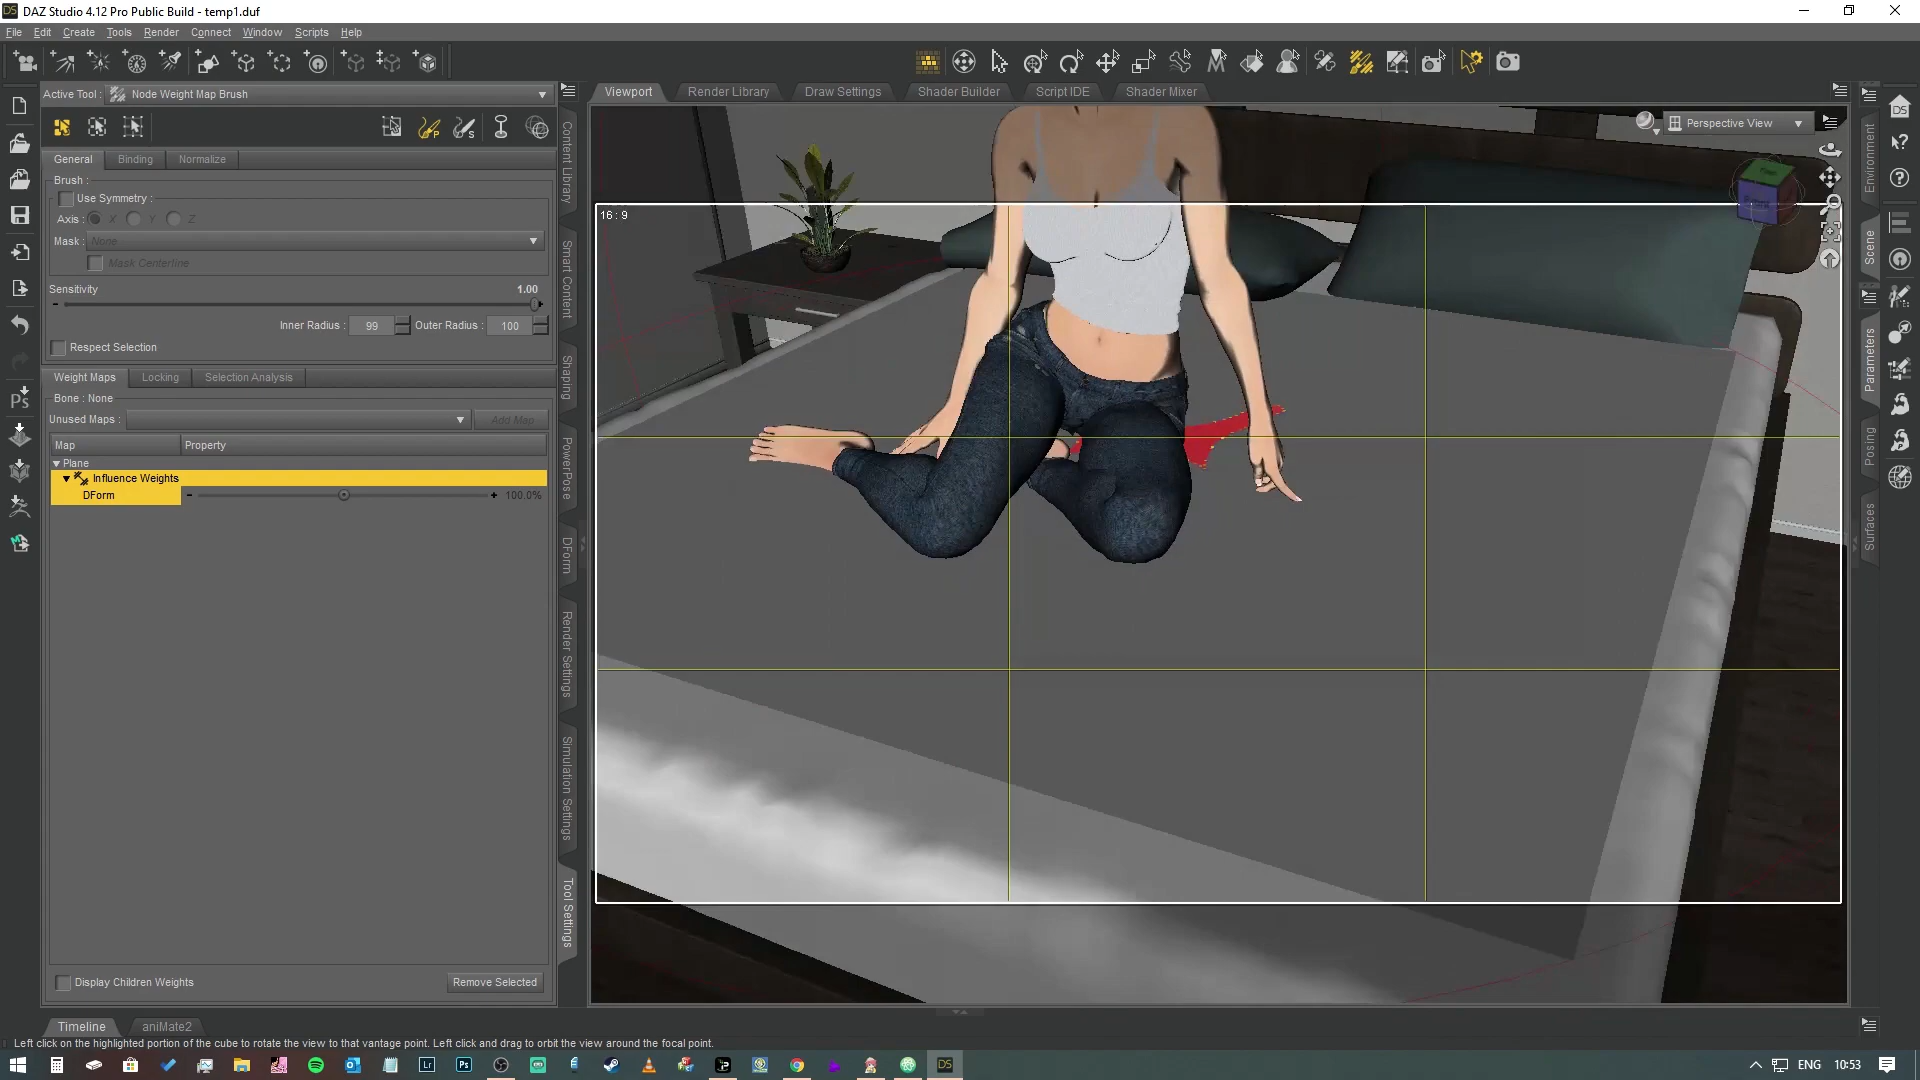 DAZ Studio 4.12 Pro Public Build - temp1.duf
File Edit Create Tools Render Connect Window Scripts Help
Active Tool : Node Weight Map Brush
Viewport Render Library Draw Settings Shader Builder Script IDE Shader Mixer
Perspective View
General Binding Normalize
Brush :
Use Symmetry :
Axis : X Y Z
Mask : None
Mask Centerline
Sensitivity 1.00
Inner Radius : 99 Outer Radius : 100
Respect Selection
Weight Maps Locking Selection Analysis
Bone : None
Unused Maps : Add Map
Map Property
Plane
Influence Weights
DForm 100.0%
Display Children Weights Remove Selected
Content Library
Smart Content
Shaping
PowerPose
DForm
Render Settings
Simulation Settings
Tool Settings
16 : 9
Environment
Scene
Parameters
Posing
Surfaces
Timeline aniMate2
Left click on the highlighted portion of the cube to rotate the view to that vantage point. Left click and drag to orbit the view around the focal point.
ENG 10:53